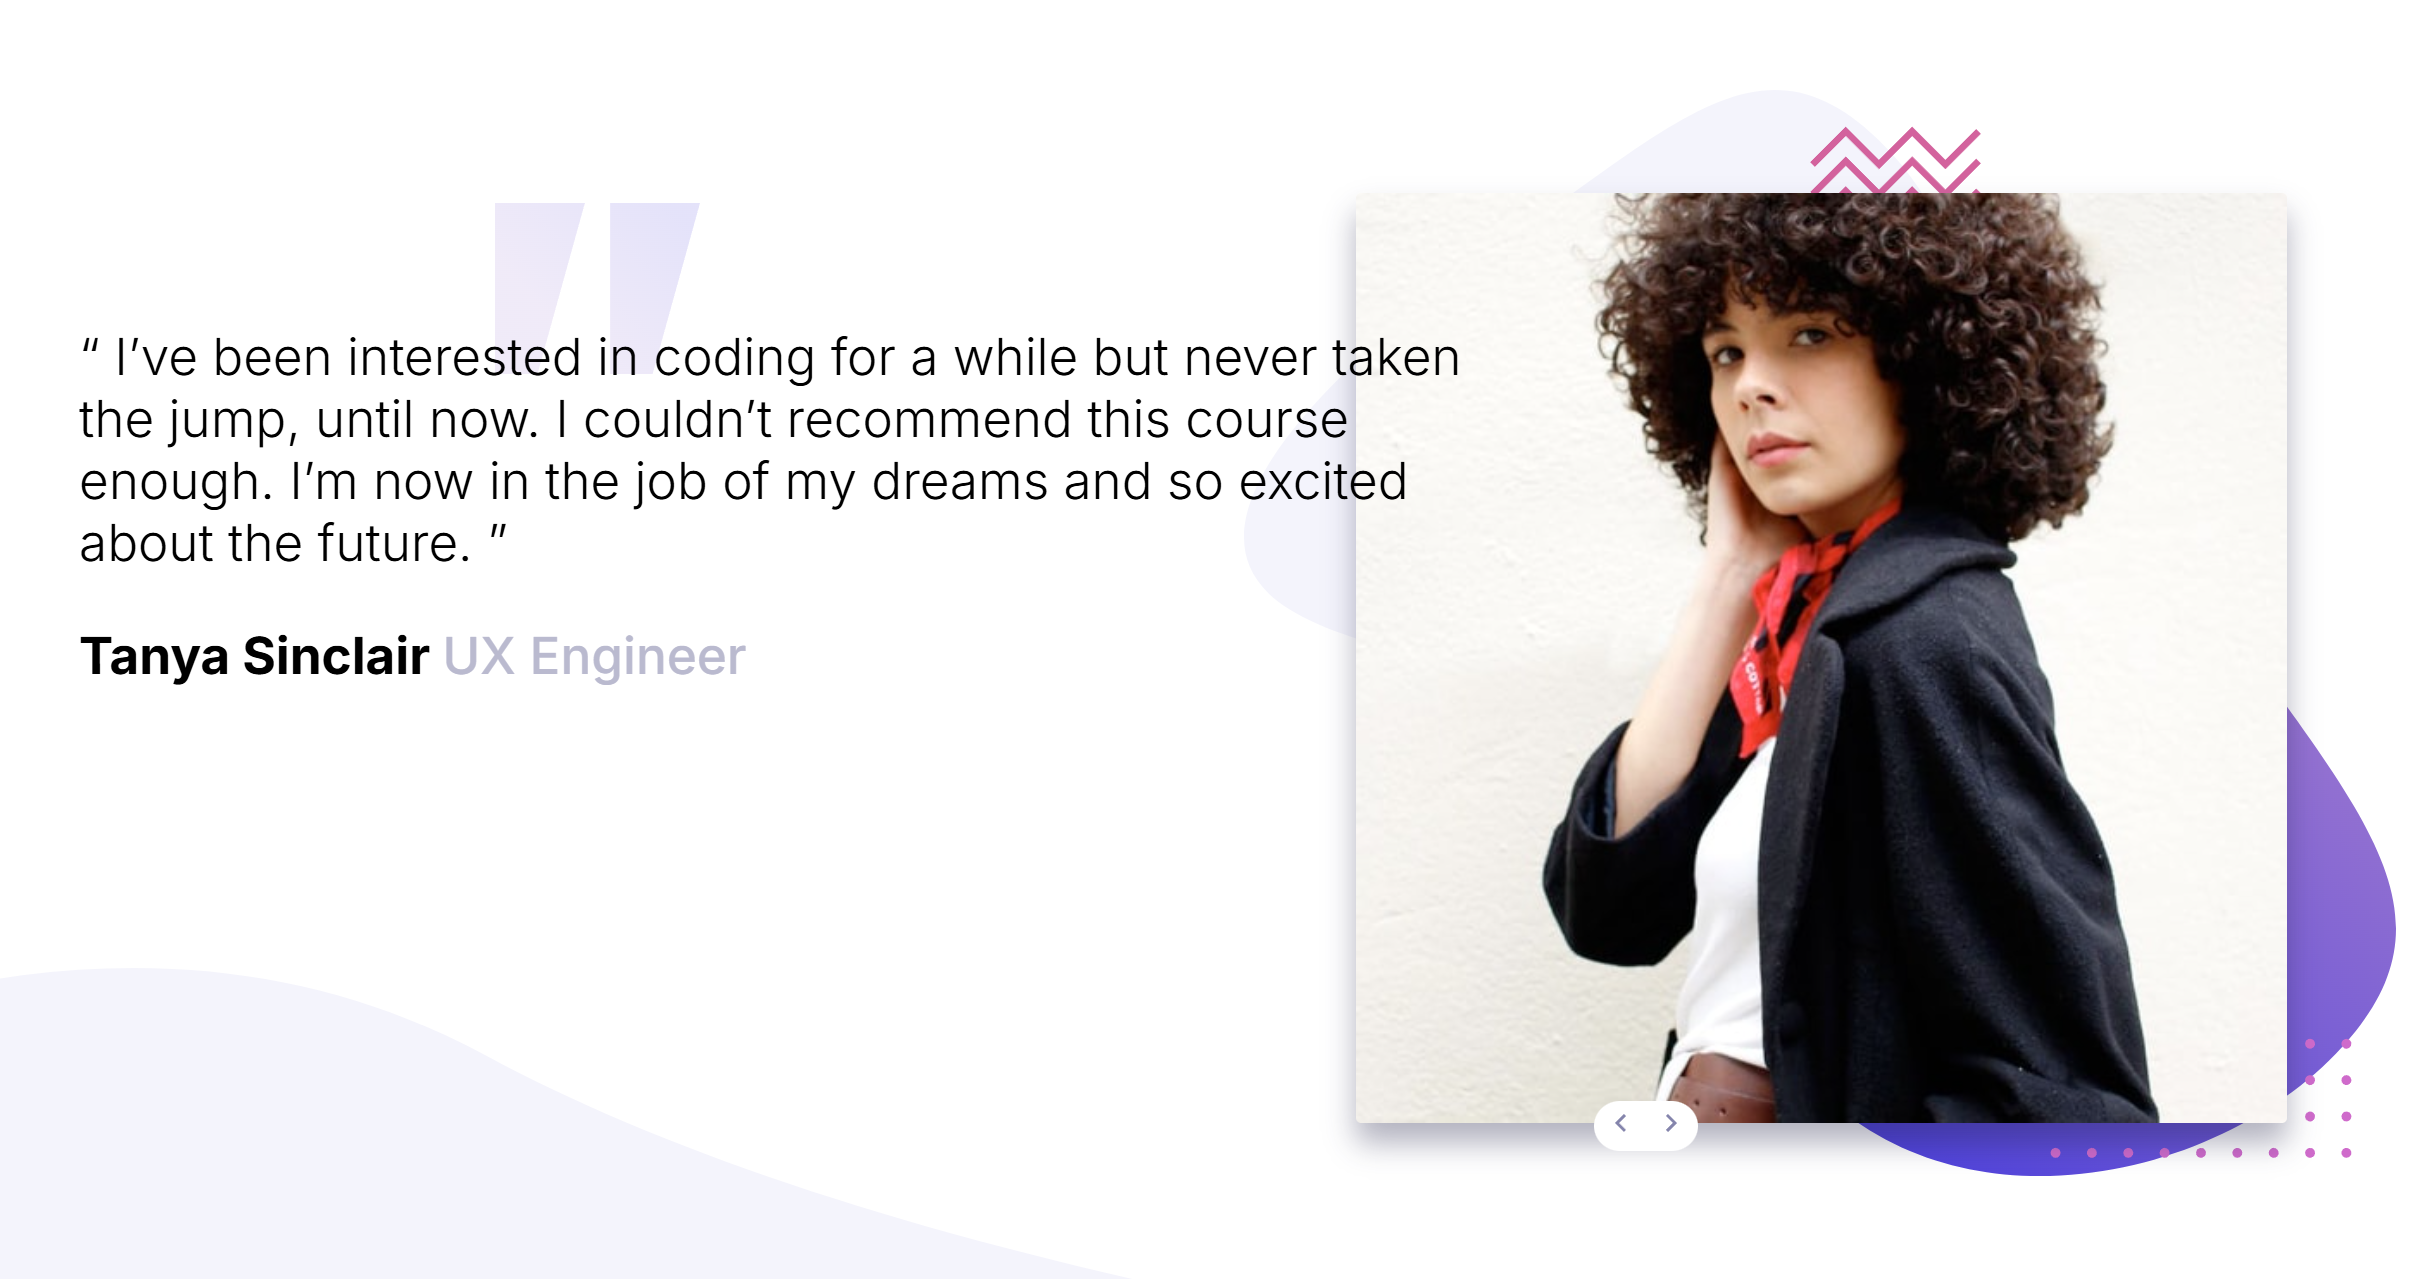 “ I’ve been interested in coding for a while but never taken
the jump, until now. I couldn’t recommend this course
enough. I’m now in the job of my dreams and so excited
about the future. ”
Tanya Sinclair UX Engineer